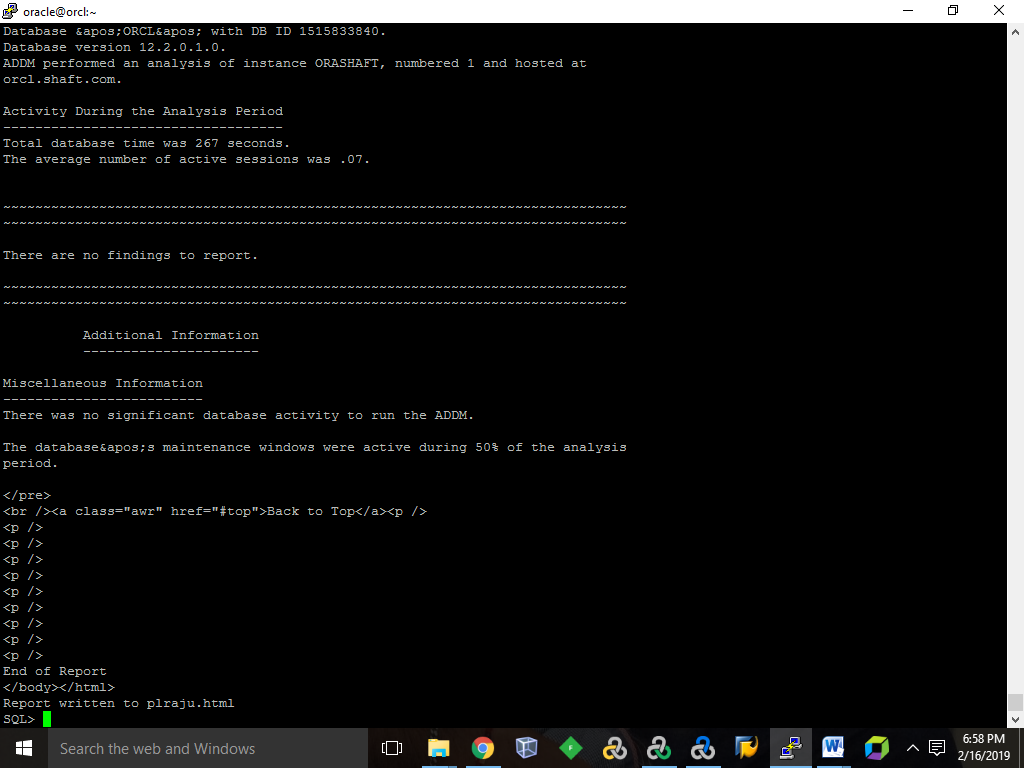 oracle@orcl:~
Database &apos;ORCL&apos; with DB ID 1515833840.
Database version 12.2.0.1.0.
ADDM performed an analysis of instance ORASHAFT, numbered 1 and hosted at
orcl.shaft.com.
Activity During the Analysis Period
-----------------------------------
Total database time was 267 seconds.
The average number of active sessions was .07.
~~~~~~~~~~~~~~~~~~~~~~~~~~~~~~~~~~~~~~~~~~~~~~~~~~~~~~~~~~~~~~~~~~~~~~~~~~~~~~
~~~~~~~~~~~~~~~~~~~~~~~~~~~~~~~~~~~~~~~~~~~~~~~~~~~~~~~~~~~~~~~~~~~~~~~~~~~~~~
There are no findings to report.
~~~~~~~~~~~~~~~~~~~~~~~~~~~~~~~~~~~~~~~~~~~~~~~~~~~~~~~~~~~~~~~~~~~~~~~~~~~~~~
~~~~~~~~~~~~~~~~~~~~~~~~~~~~~~~~~~~~~~~~~~~~~~~~~~~~~~~~~~~~~~~~~~~~~~~~~~~~~~
Additional Information
----------------------
Miscellaneous Information
-------------------------
There was no significant database activity to run the ADDM.
The database&apos;s maintenance windows were active during 50% of the analysis
period.
</pre>
<br /><a class="awr" href="#top">Back to Top</a><p />
<p />
<p />
<p />
<p />
<p />
<p />
<p />
<p />
<p />
End of Report
</body></html>
Report written to plraju.html
SQL>
Search the web and Windows
6:58 PM
2/16/2019